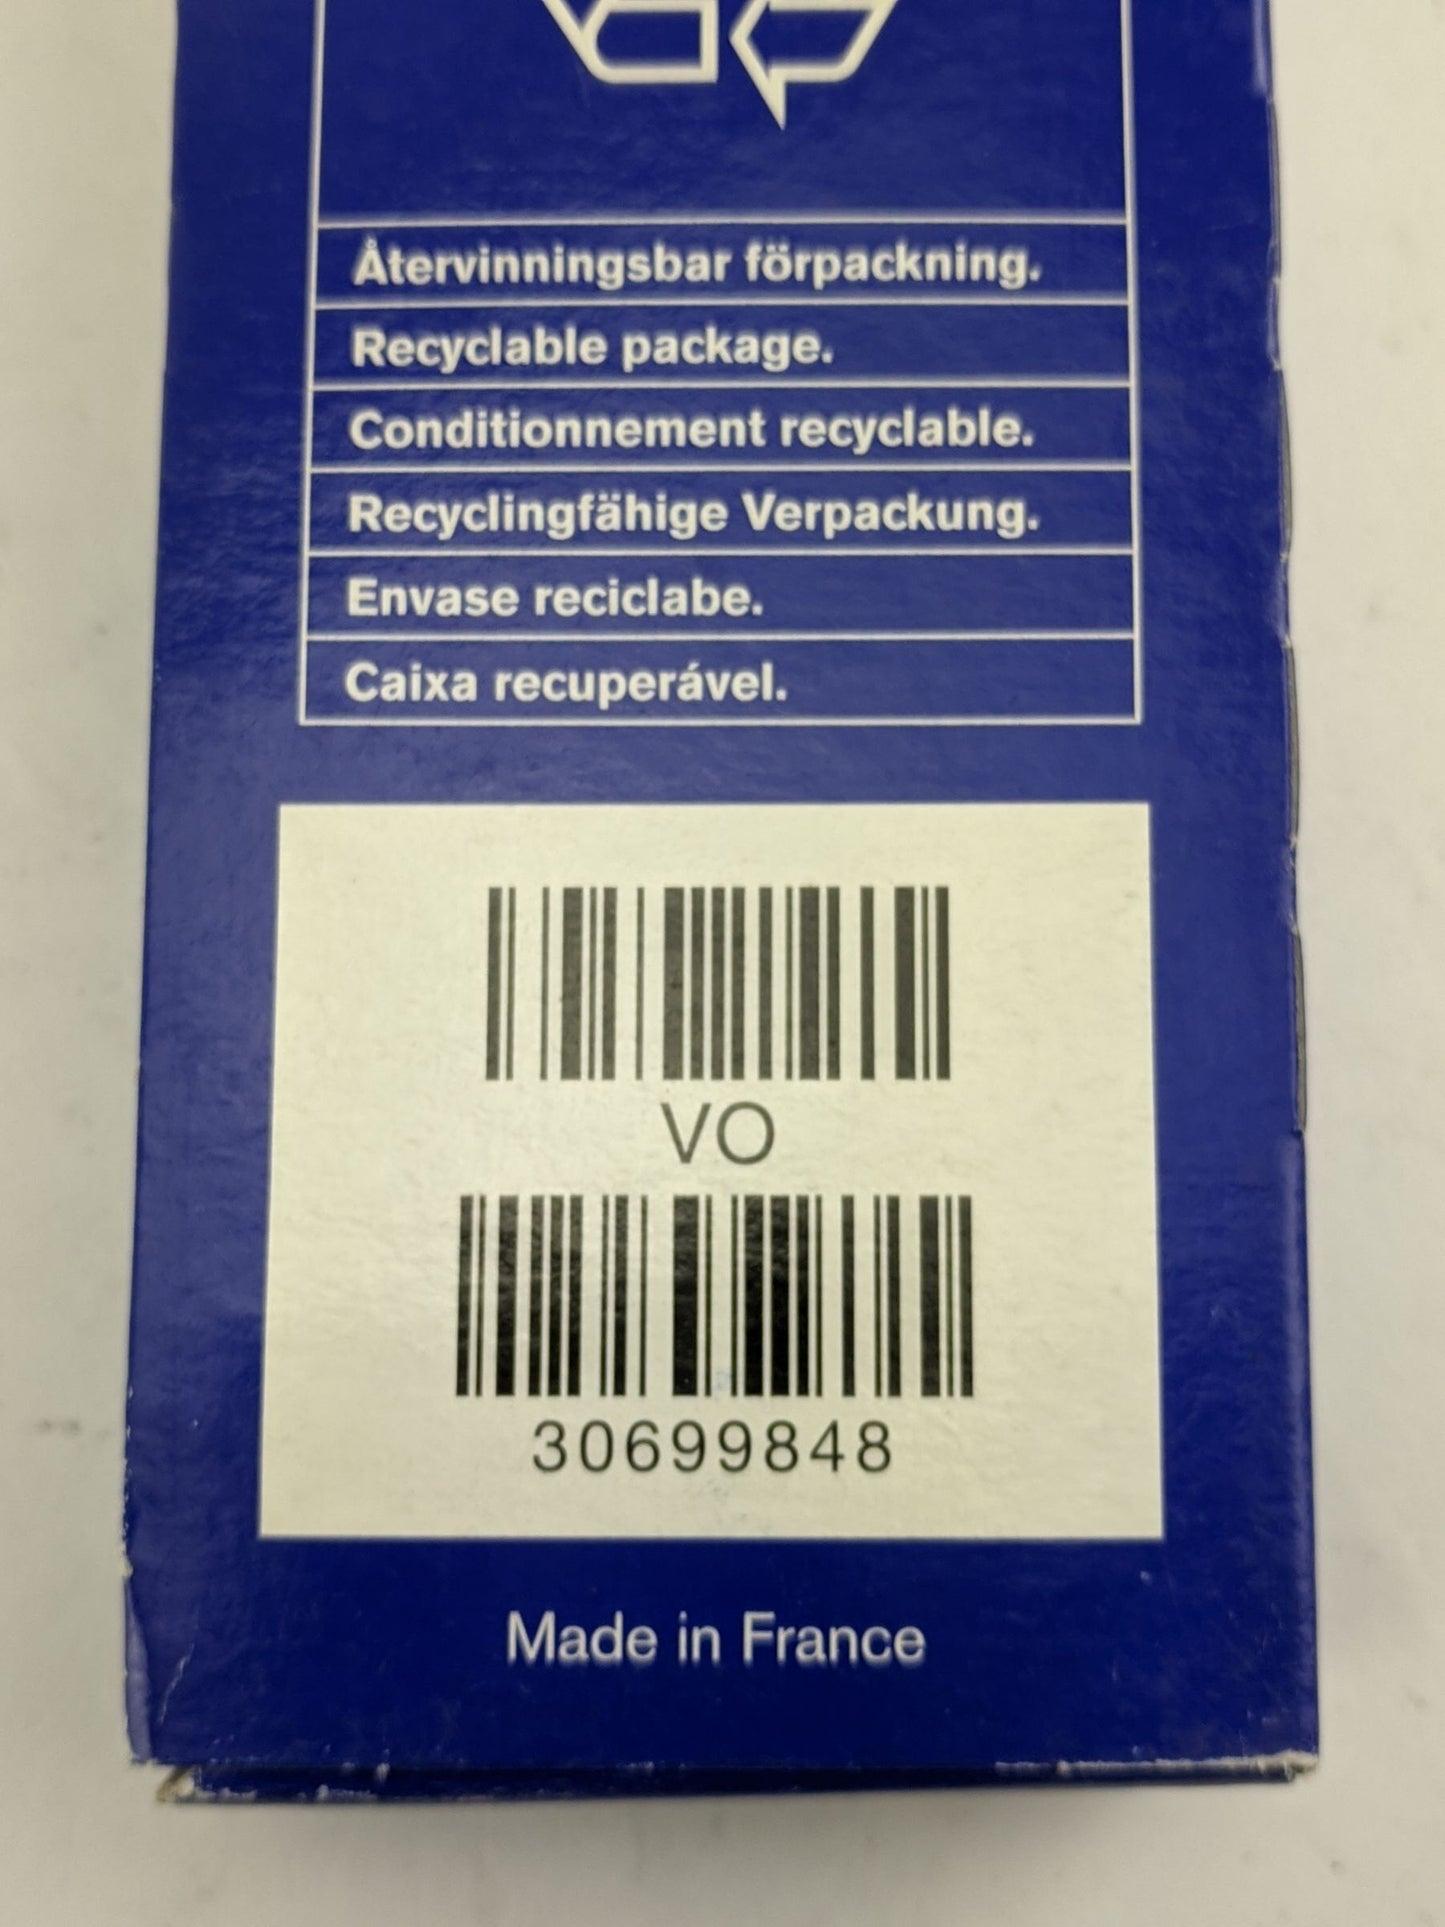 Återvinningsbar förpackning.
Recyclable package.
Conditionnement recyclable.
Recyclingfähige Verpackung.
Envase reciclabe.
Caixa recuperável.
VO
30699848
Made in France